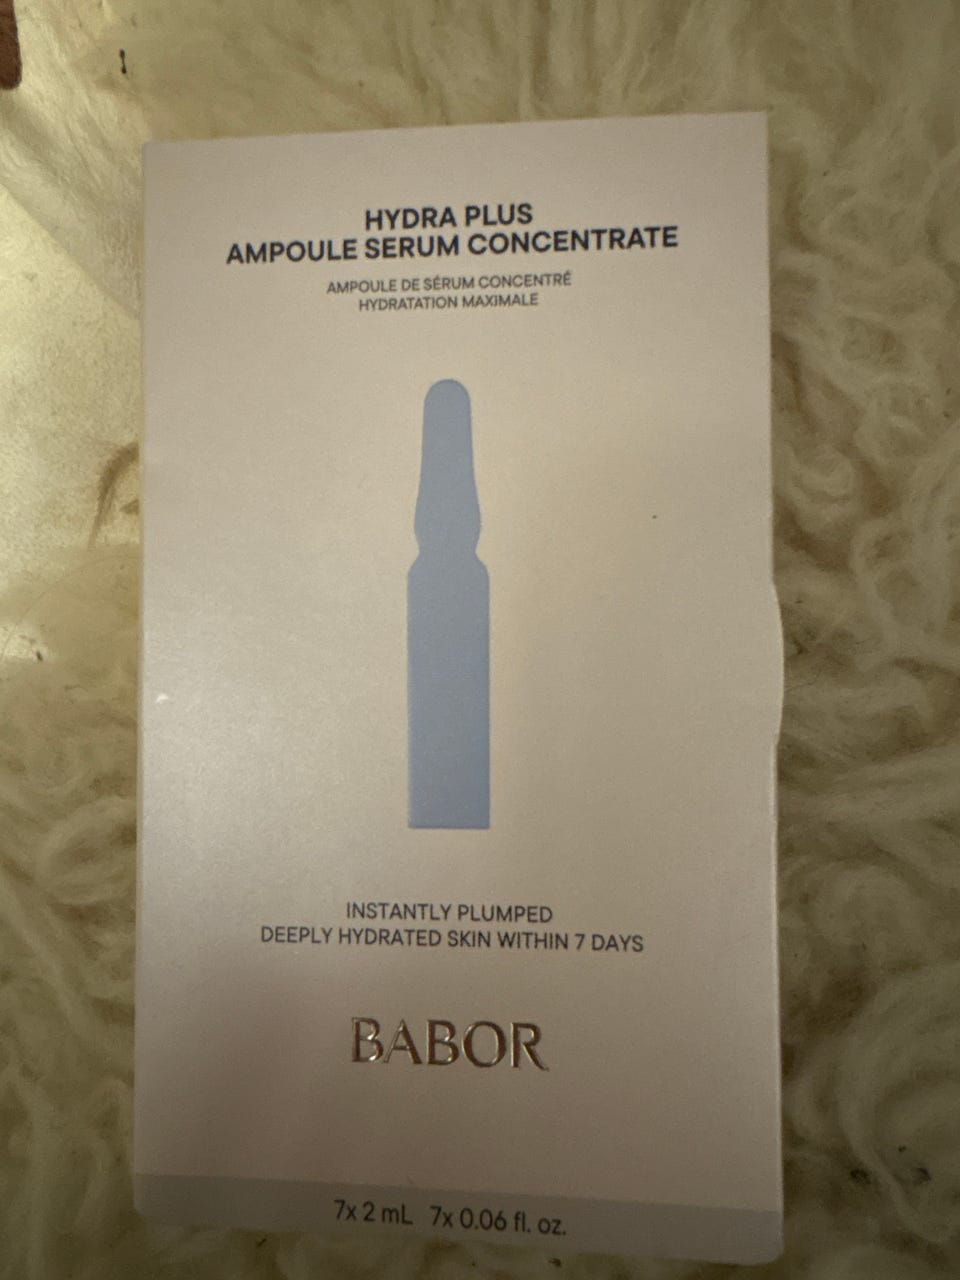 HYDRA PLUS
AMPOULE SERUM CONCENTRATE
AMPOULE DE SÉRUM CONCENTRÉ
HYDRATATION MAXIMALE
INSTANTLY PLUMPED
DEEPLY HYDRATED SKIN WITHIN 7 DAYS
BABOR
7x 2 mL 7x 0.06 fl. oz.